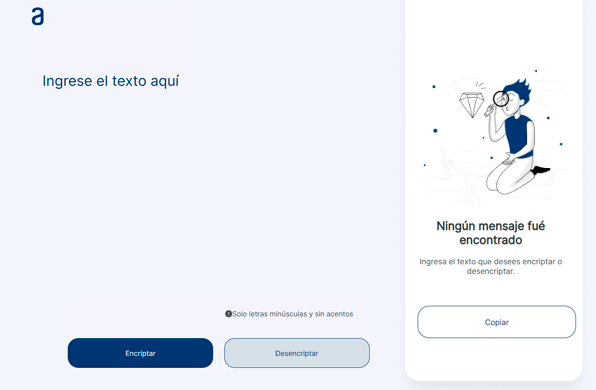 a
Ingrese el texto aquí
Solo letras minúsculas y sin acentos
Encriptar
Desencriptar
Ningún mensaje fué
encontrado
Ingresa el texto que desees encriptar o
desencriptar.
Copiar